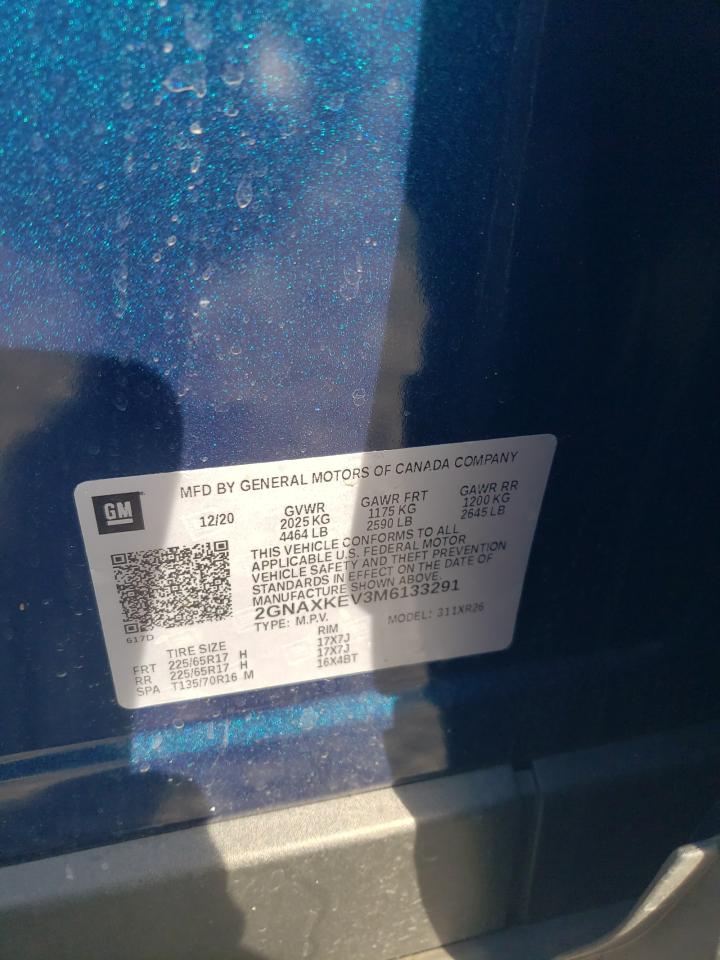 MFD BY GENERAL MOTORS OF CANADA COMPANY
GM
12/20
GVWR
2025 KG
4464 LB
GAWR FRT
1175 KG
2590 LB
GAWR RR
1200 KG
2645 LB
THIS VEHICLE CONFORMS TO ALL
APPLICABLE U.S. FEDERAL MOTOR
VEHICLE SAFETY AND THEFT PREVENTION
STANDARDS IN EFFECT ON THE DATE OF
MANUFACTURE SHOWN ABOVE.
2GNAXKEV3M6133291
TYPE: M.P.V. MODEL: 311XR26
617D
TIRE SIZE RIM
FRT 225/65R17 H 17X7J
RR 225/65R17 H 17X7J
SPA T135/70R16 M 16X4BT